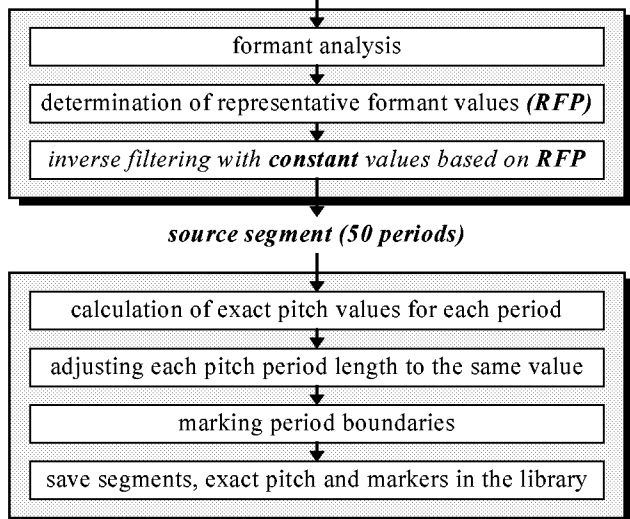 formant analysis
determination of representative formant values (RFP)
inverse filtering with constant values based on RFP
source segment (50 periods)
calculation of exact pitch values for each period
adjusting each pitch period length to the same value
marking period boundaries
save segments, exact pitch and markers in the library